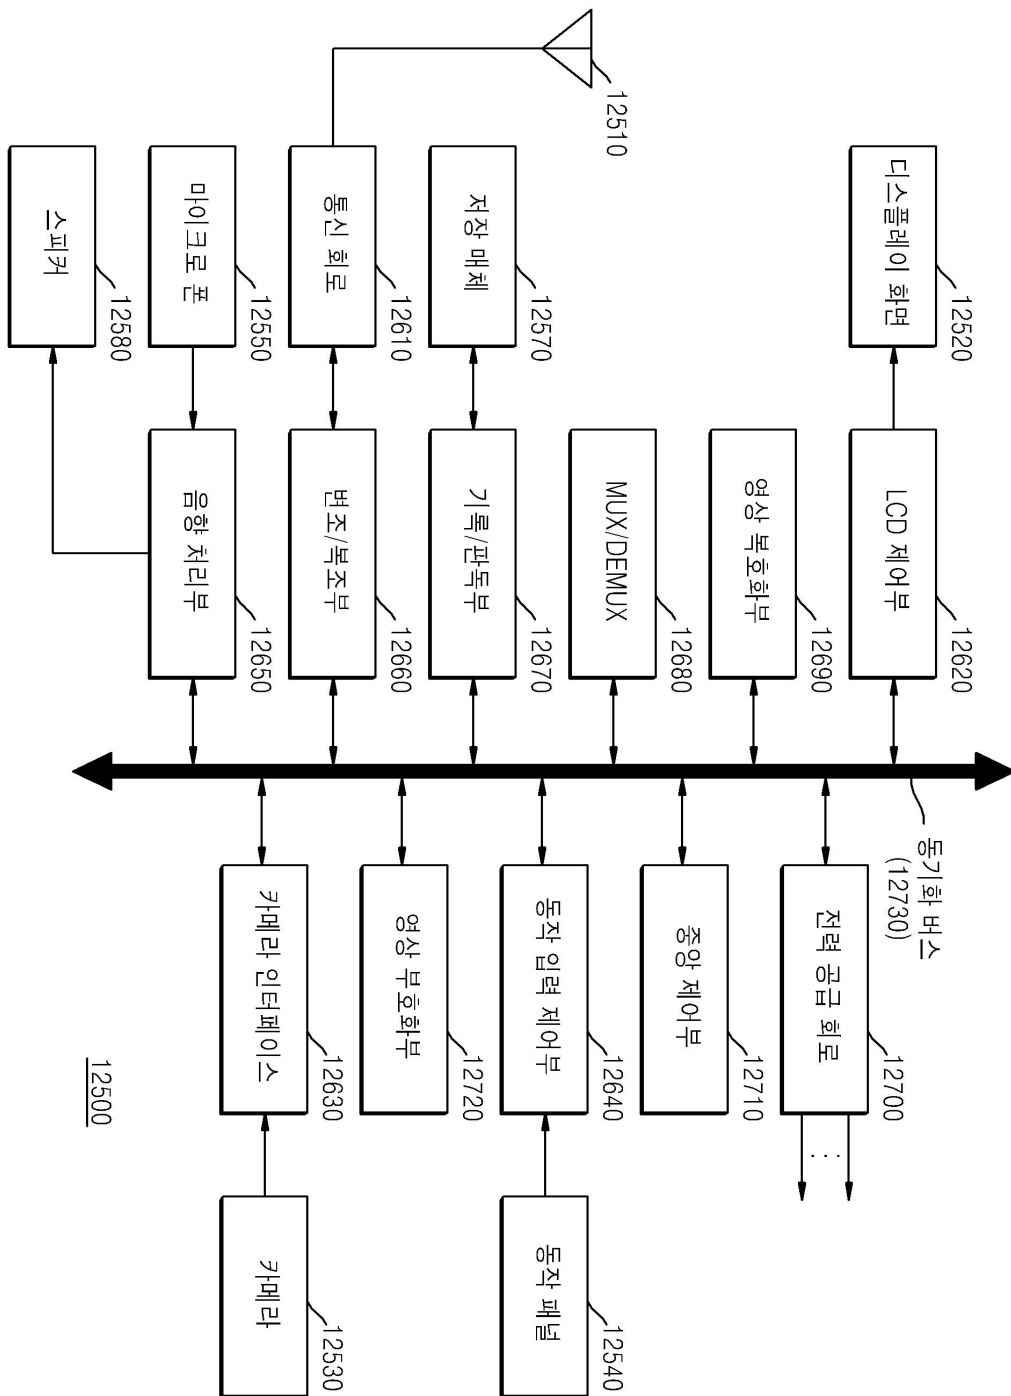 12520
디스플레이 화면
12620
LCD 제어부
동기화 버스
(12730)
12700
전력 공급 회로
...
12690
영상 복호화부
12710
중앙 제어부
12510
12680
MUX/DEMUX
12640
동작 입력 제어부
12540
동작 패널
12570
저장 매체
12670
기록/판독부
12720
영상 부호화부
12610
통신 회로
12660
변조/복조부
12630
카메라 인터페이스
12530
카메라
12550
마이크로 폰
12650
음향 처리부
12580
스피커
12500